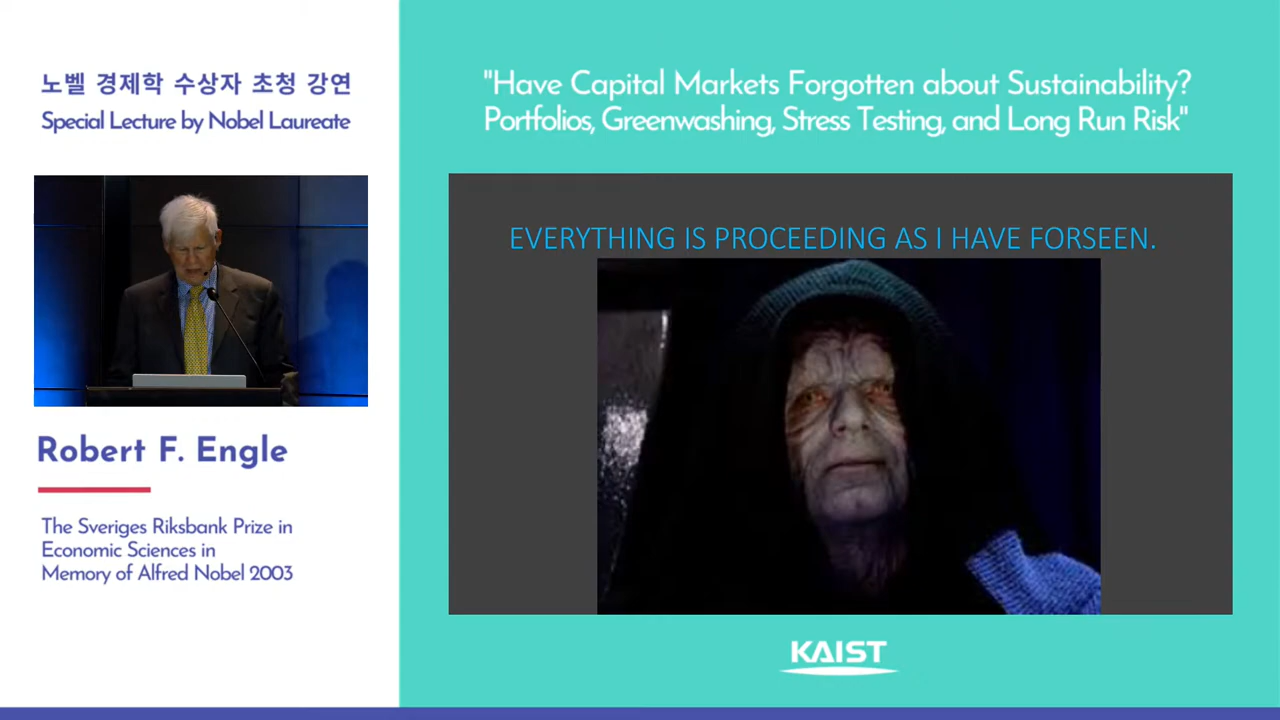 노벨 경제학 수상자 초청 강연
Special Lecture by Nobel Laureate
Robert F. Engle
The Sveriges Riksbank Prize in
Economic Sciences in
Memory of Alfred Nobel 2003
"Have Capital Markets Forgotten about Sustainability?
Portfolios, Greenwashing, Stress Testing, and Long Run Risk"
EVERYTHING IS PROCEEDING AS I HAVE FORSEEN.
KAIST